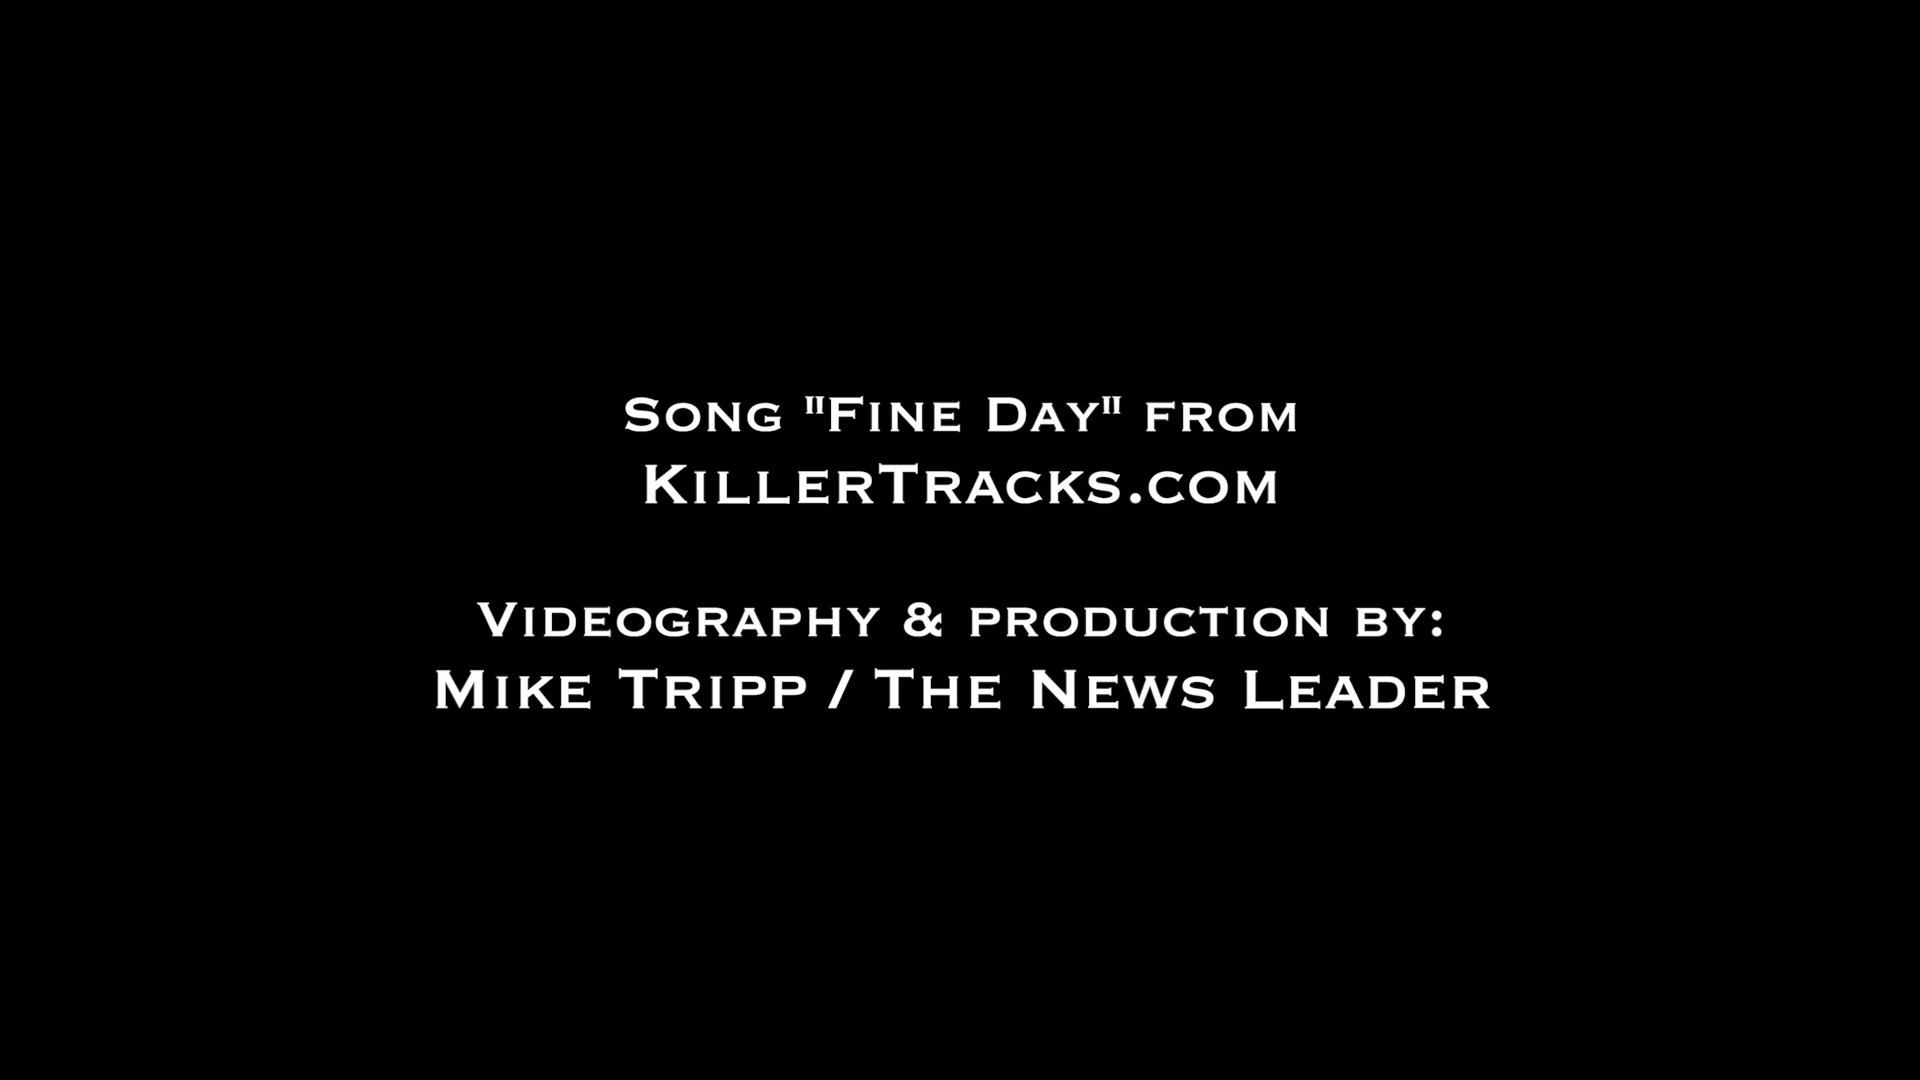 Song "Fine Day" from
KillerTracks.com
Videography & production by:
Mike Tripp / The News Leader